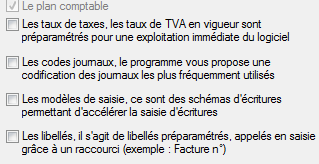 Le plan comptable
Les taux de taxes, les taux de TVA en vigueur sont
préparamétrés pour une exploitation immédiate du logiciel
Les codes journaux, le programme vous propose une
codification des journaux les plus fréquemment utilisés
Les modèles de saisie, ce sont des schémas d'écritures
permettant d'accélérer la saisie d'écritures
Les libellés, il s'agit de libellés préparamétrés, appelés en saisie
grâce à un raccourci (exemple : Facture n°)